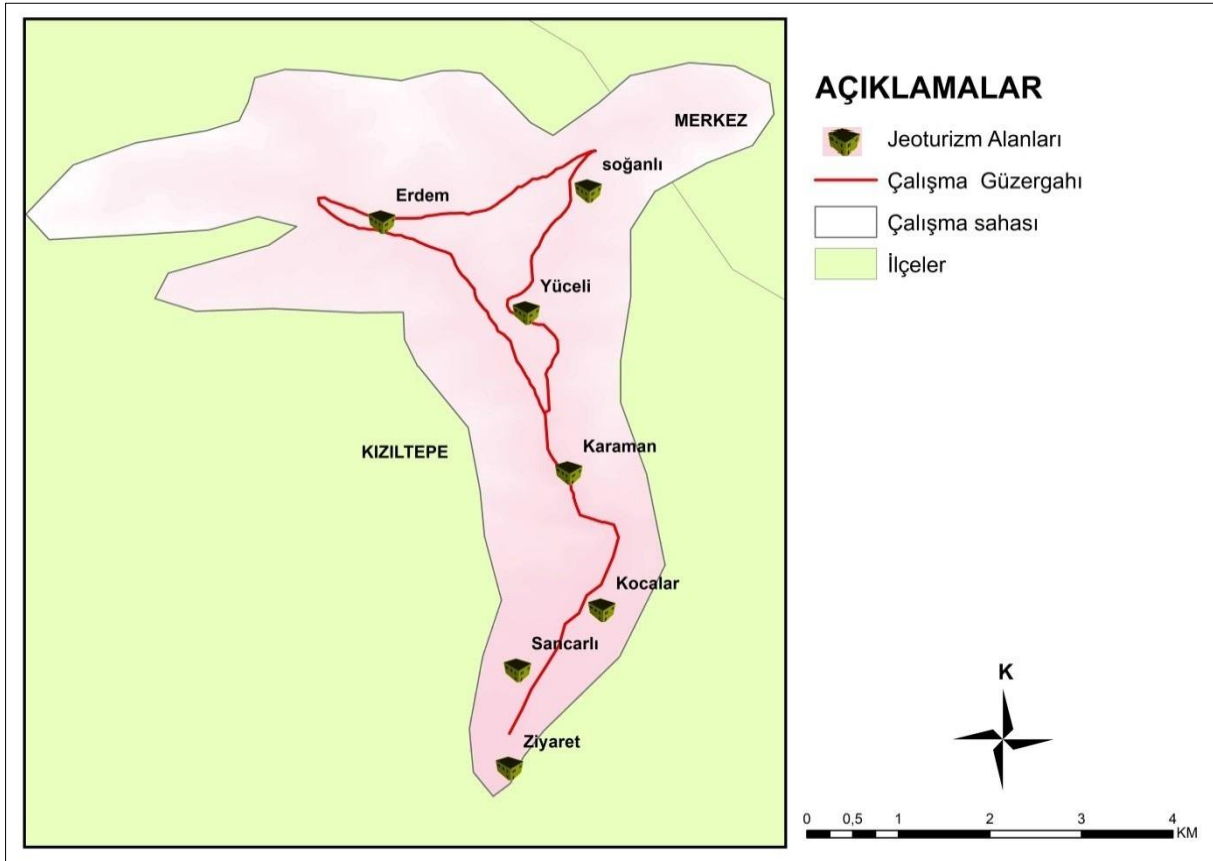 MERKEZ
soğanlı
Erdem
Yüceli
KIZILTEPE
Karaman
Kocalar
Sancarlı
Ziyaret
AÇIKLAMALAR
Jeoturizm Alanları
Çalışma Güzergahı
Çalışma sahası
İlçeler
K
0 0,5 1 2 3 4
KM